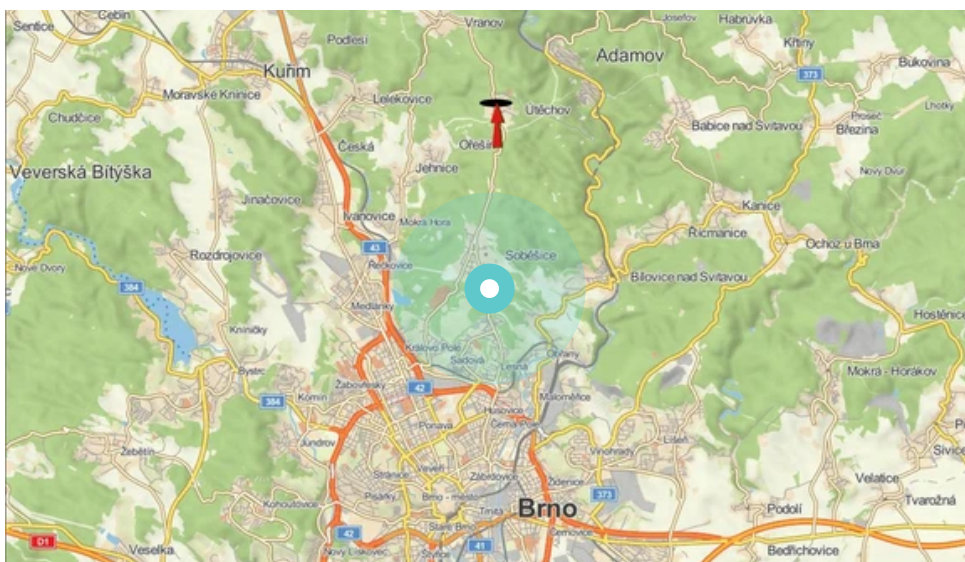 Čebín
Sentice
Vranov
Josefov
Habrůvka
Podlesí
Křtiny
Adamov
Bukovina
Kuřim
373
Moravské Knínice
Lelekovice
Lhotky
Chudčice
Útěchov
Proseč
Babice nad Svitavou
Březina
Česká
Ořešín
Jehnice
Nový Dvůr
Veverská Bítýška
Jinačovice
Kanice
Ivanovice
Mokrá Hora
Řícmanice
Ochoz u Brna
43
Rozdrojovice
Soběšice
Řečkovice
Nové Dvory
Bílovice nad Svitavou
384
Medlánky
Hostěnice
Kníničky
Královo Pole
Obřany
Sadová
Lesná
Bystrc
Mokrá - Horákov
Žabovřesky
42
384
Komín
Maloměřice
Husovice
Ponava
Černá Pole
Jundrov
Líšeň
Žebětín
Vinohrady
Sivice
Veveří
Stránice
Zábrdovice
Židenice
Velatice
Pisárky
Brno - město
373
Kohoutovice
Trnitá
Brno
Podolí
Tvarožná
Staré Brno
42
Černovice
D1
Veselka
Nový Lískovec
Štýřice
41
Bedřichovice